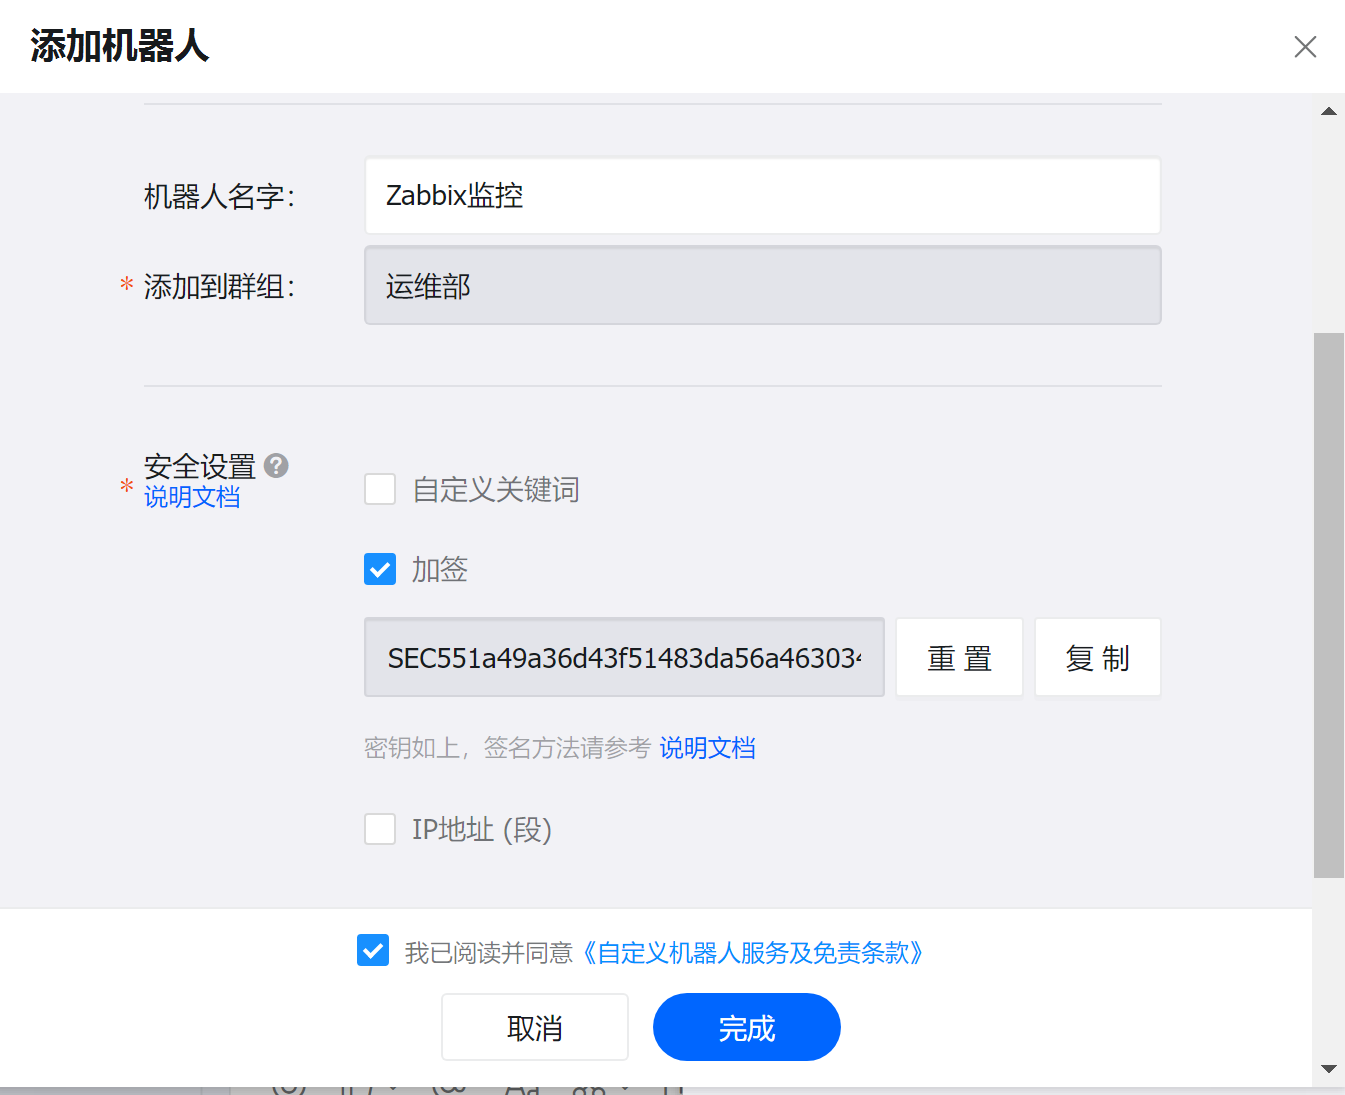 添加机器人
机器人名字：
Zabbix监控
* 添加到群组：
运维部
安全设置 ?
* 说明文档
自定义关键词
加签
SEC551a49a36d43f51483da56a46303
重 置
复 制
密钥如上，签名方法请参考 说明文档
IP地址 (段)
我已阅读并同意《自定义机器人服务及免责条款》
取消
完成